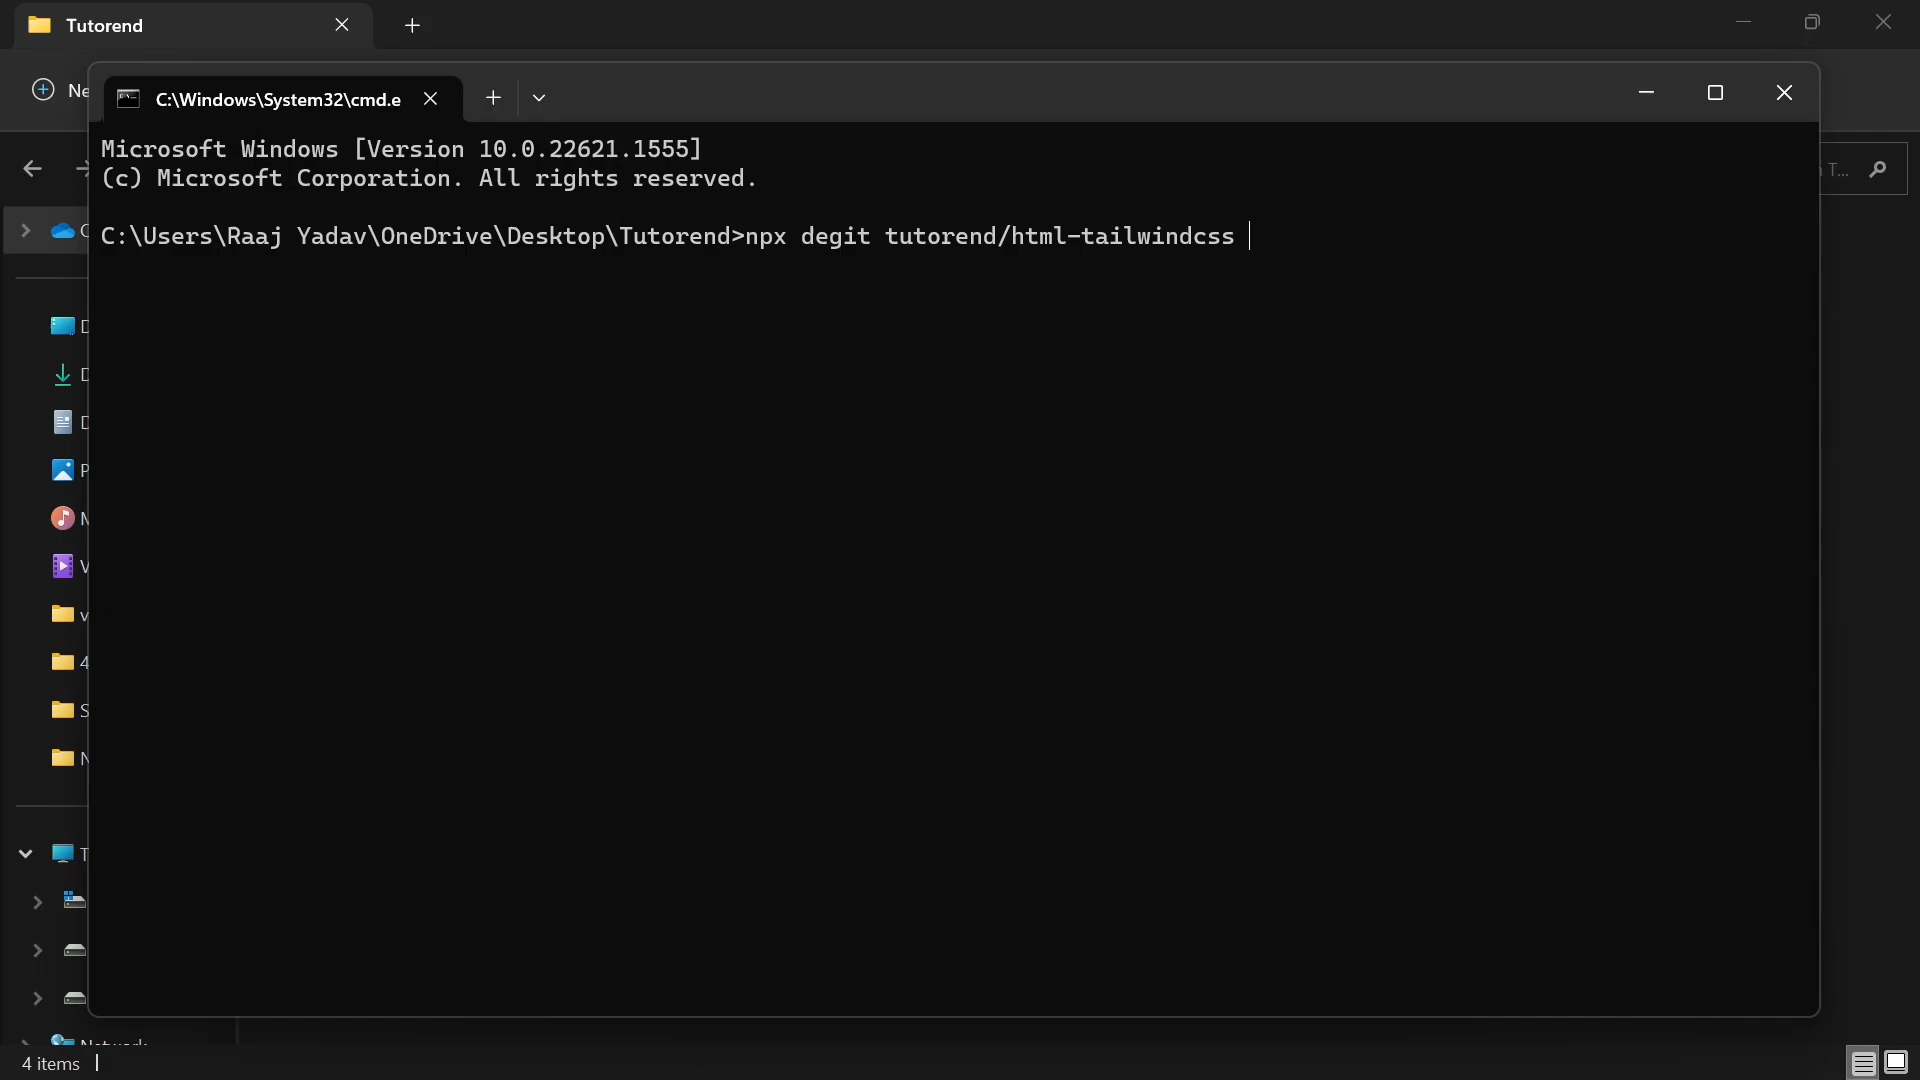 Tutorend
C:\Windows\System32\cmd.e
Microsoft Windows [Version 10.0.22621.1555]
(c) Microsoft Corporation. All rights reserved.
C:\Users\Raaj Yadav\OneDrive\Desktop\Tutorend>npx degit tutorend/html-tailwindcss
4 items